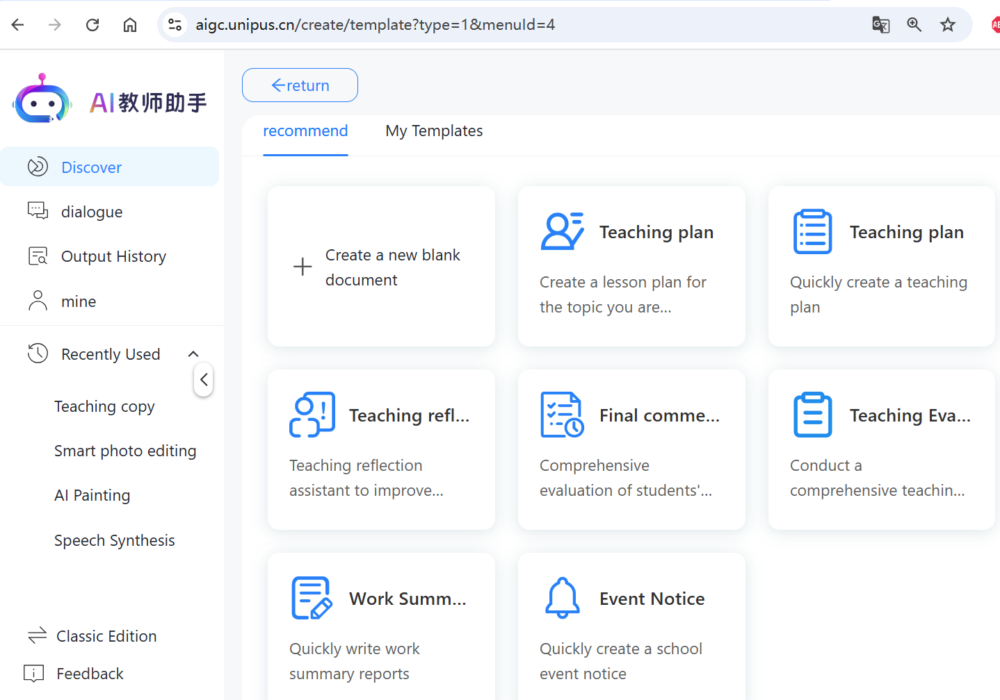 aigc.unipus.cn/create/template?type=1&menuId=4
AI教师助手
Discover
dialogue
Output History
mine
Recently Used
Teaching copy
Smart photo editing
AI Painting
Speech Synthesis
Classic Edition
Feedback
return
recommend
My Templates
Create a new blank
document
Teaching plan
Create a lesson plan for
the topic you are...
Teaching plan
Quickly create a teaching
plan
Teaching refl...
Teaching reflection
assistant to improve...
Final comme...
Comprehensive
evaluation of students'...
Teaching Eva...
Conduct a
comprehensive teachin...
Work Summ...
Quickly write work
summary reports
Event Notice
Quickly create a school
event notice